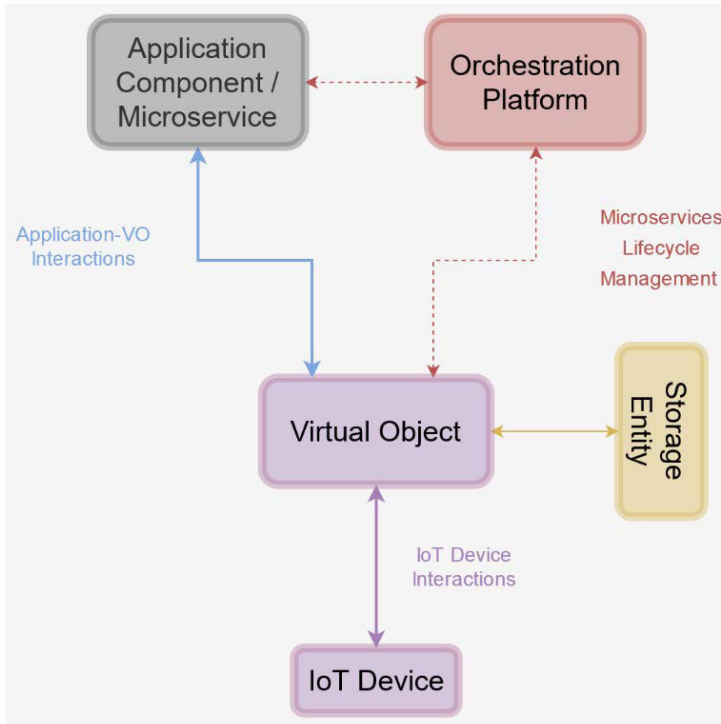 Application
Component /
Microservice
Orchestration
Platform
Application-VO
Interactions
Microservices
Lifecycle
Management
Virtual Object
Storage
Entity
IoT Device
Interactions
IoT Device